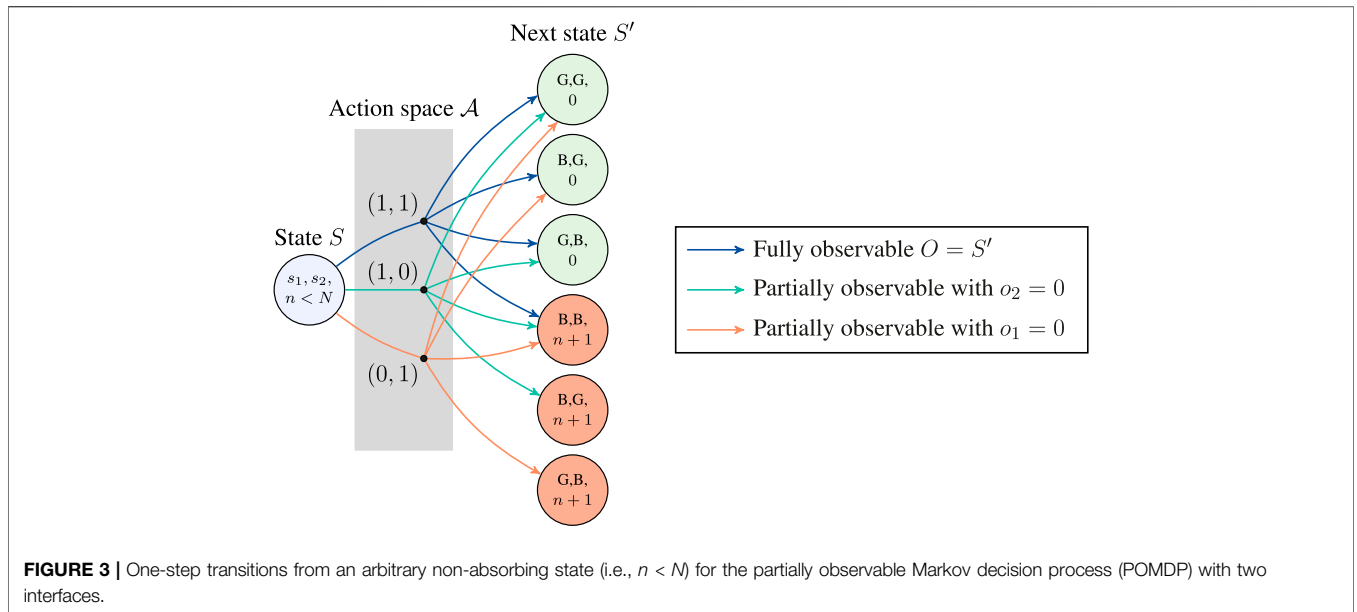 Next state S′
G,G,
0
Action space 𝒜
B,G,
0
(1, 1)
State S
G,B,
0
(1, 0)
s₁, s₂,
n < N
B,B,
n + 1
(0, 1)
B,G,
n + 1
G,B,
n + 1
Fully observable O = S′
Partially observable with o₂ = 0
Partially observable with o₁ = 0
FIGURE 3 | One-step transitions from an arbitrary non-absorbing state (i.e., n < N) for the partially observable Markov decision process (POMDP) with two
interfaces.